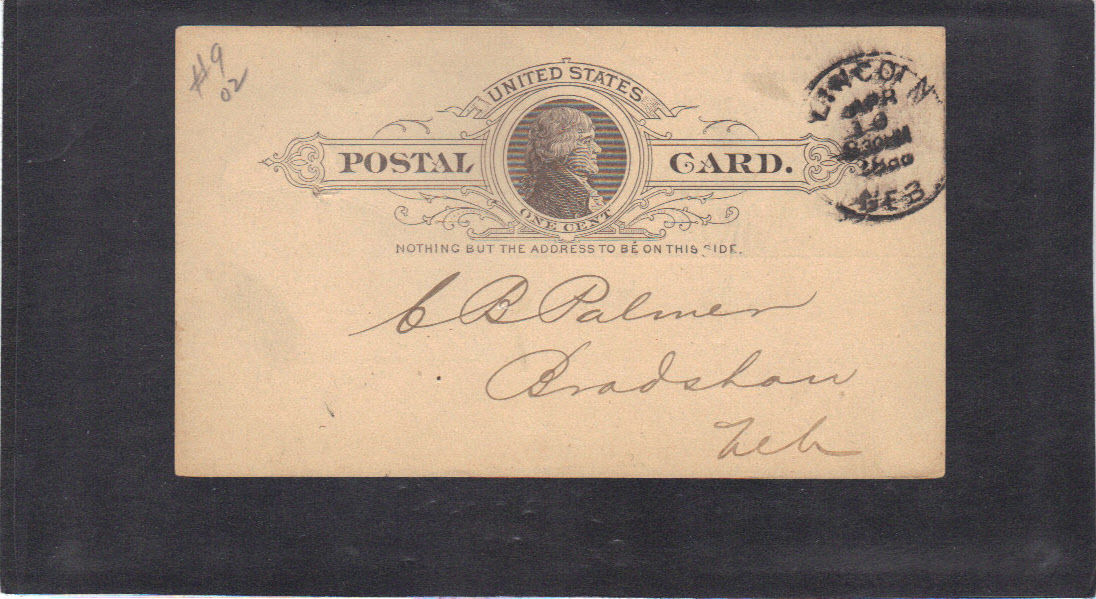 #9
02
UNITED STATES
POSTAL CARD.
ONE CENT
NOTHING BUT THE ADDRESS TO BE ON THIS SIDE.
LINCOLN
APR
NEB
C B Palmer
Bradshaw
Neb